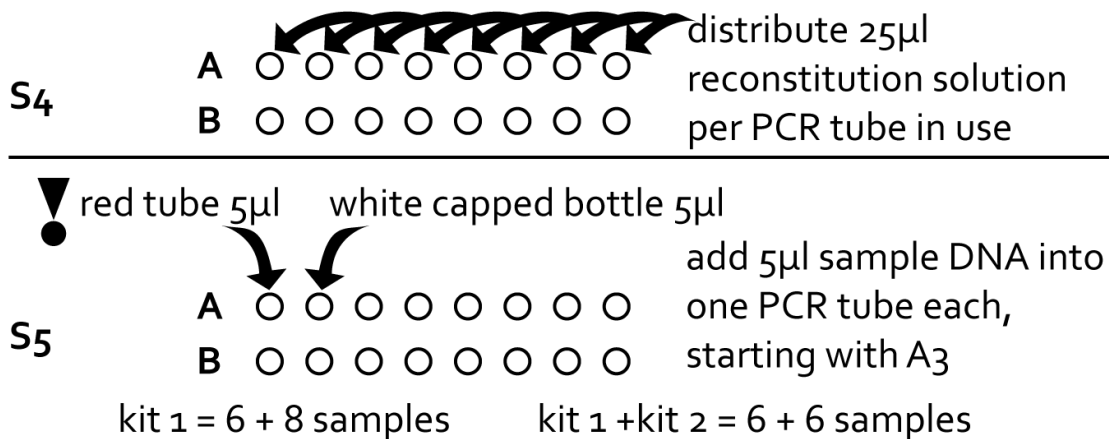 distribute 25µl
A
reconstitution solution
S4
B
per PCR tube in use
red tube 5µl
white capped bottle 5µl
add 5µl sample DNA into
A
one PCR tube each,
S5
B
starting with A3
kit 1 = 6 + 8 samples
kit 1 +kit 2 = 6 + 6 samples